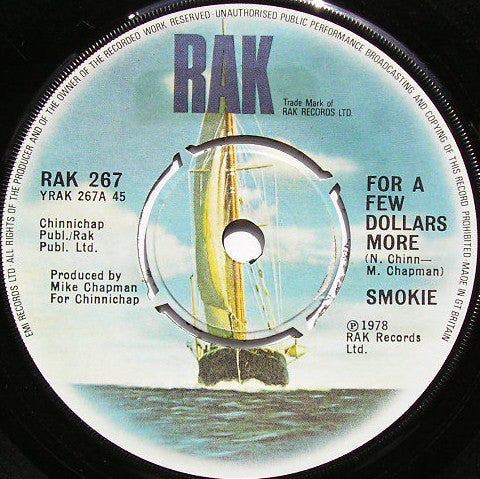 EMI RECORDS LTD. ALL RIGHTS OF THE PRODUCER AND OF THE OWNER OF THE RECORDED WORK RESERVED · UNAUTHORISED PUBLIC PERFORMANCE BROADCASTING AND COPYING OF THIS RECORD PROHIBITED MADE IN GT BRITAIN
RAK
Trade Mark of
RAK RECORDS LTD.
RAK 267
YRAK 267A 45
Chinnichap
Publ./Rak
Publ. Ltd.
Produced by
Mike Chapman
For Chinnichap
FOR A
FEW
DOLLARS
MORE
(N. Chinn—
M. Chapman)
SMOKIE
℗ 1978
RAK Records
Ltd.